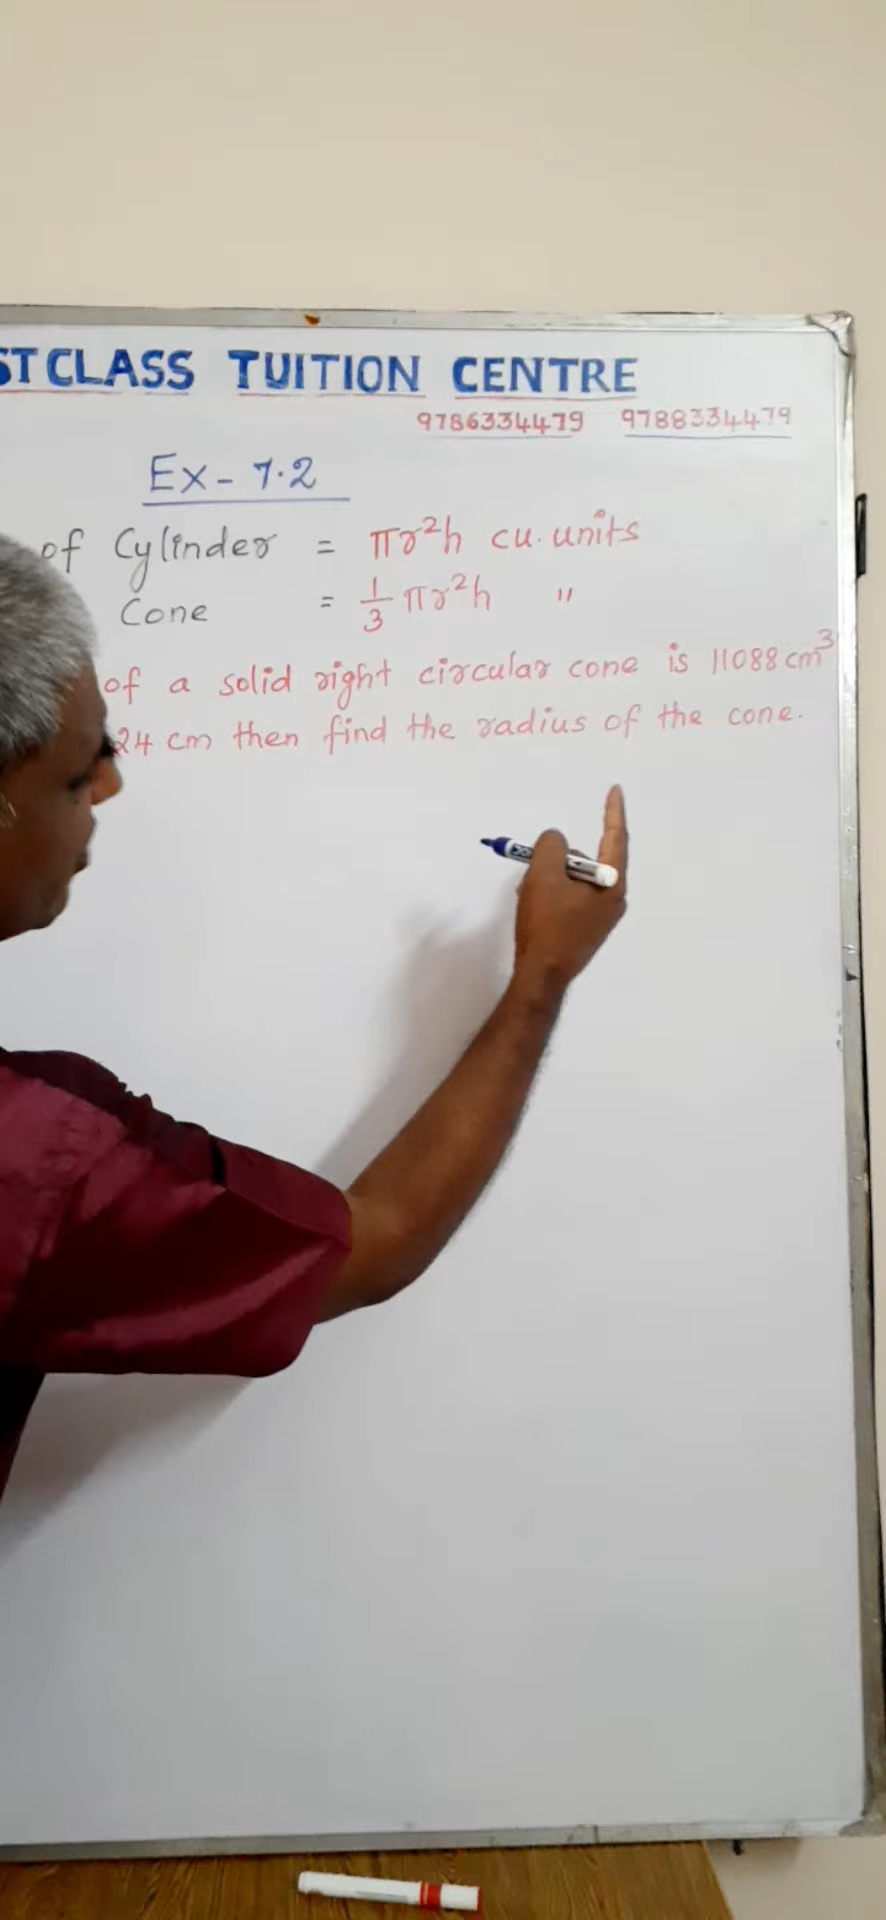 ST CLASS TUITION CENTRE
9786334479 9788334479
Ex - 7.2
of Cylinder = πr²h cu. units
Cone = 1/3 πr²h "
of a solid right circular cone is 11088 cm³
24 cm then find the radius of the cone.